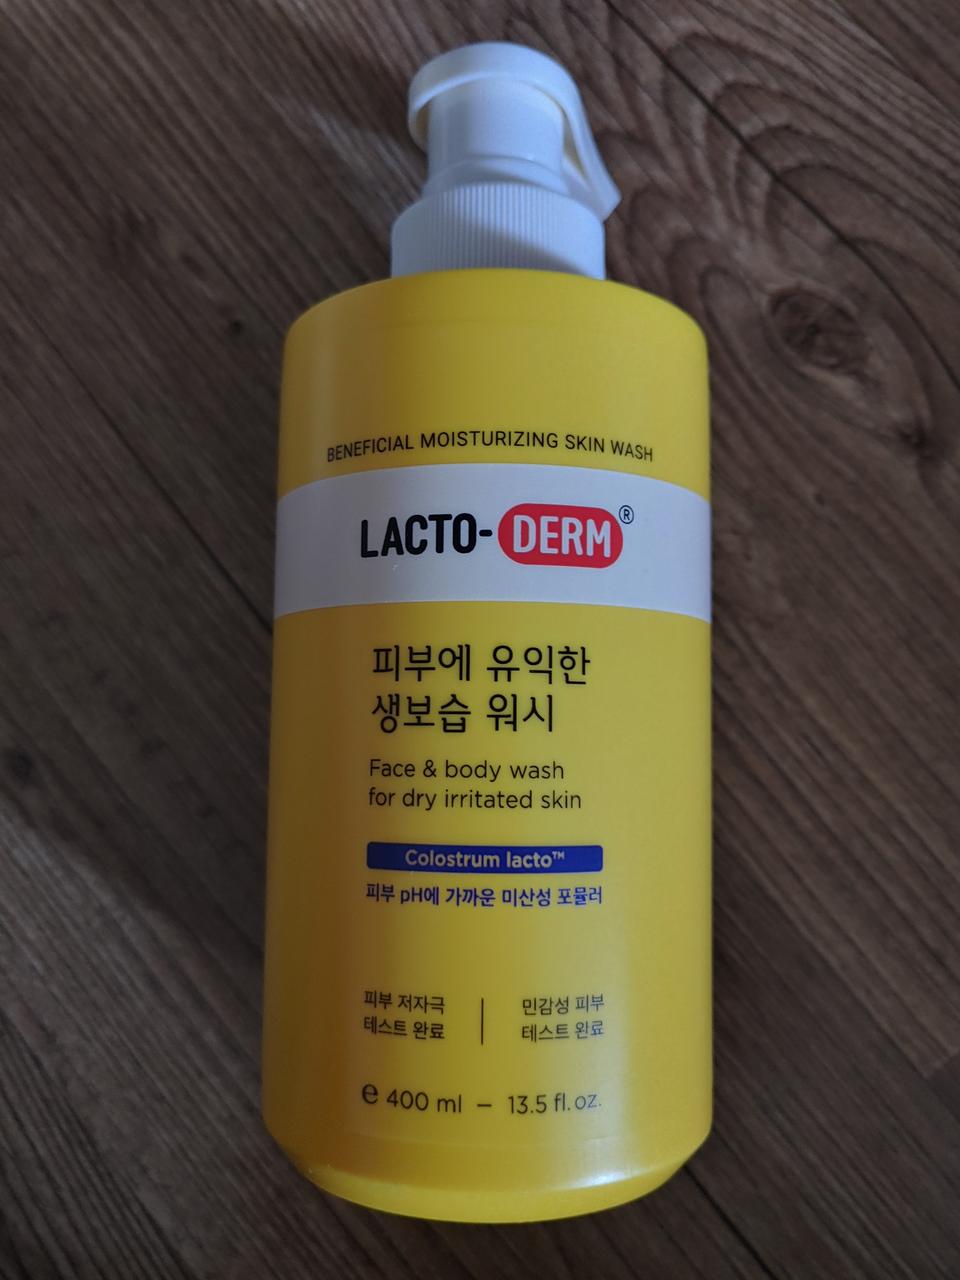 BENEFICIAL MOISTURIZING SKIN WASH
LACTO-DERM®
피부에 유익한
생보습 워시
Face & body wash
for dry irritated skin
Colostrum lacto™
피부 pH에 가까운 미산성 포뮬러
피부 저자극 | 민감성 피부
테스트 완료 | 테스트 완료
℮ 400 ml – 13.5 fl.oz.